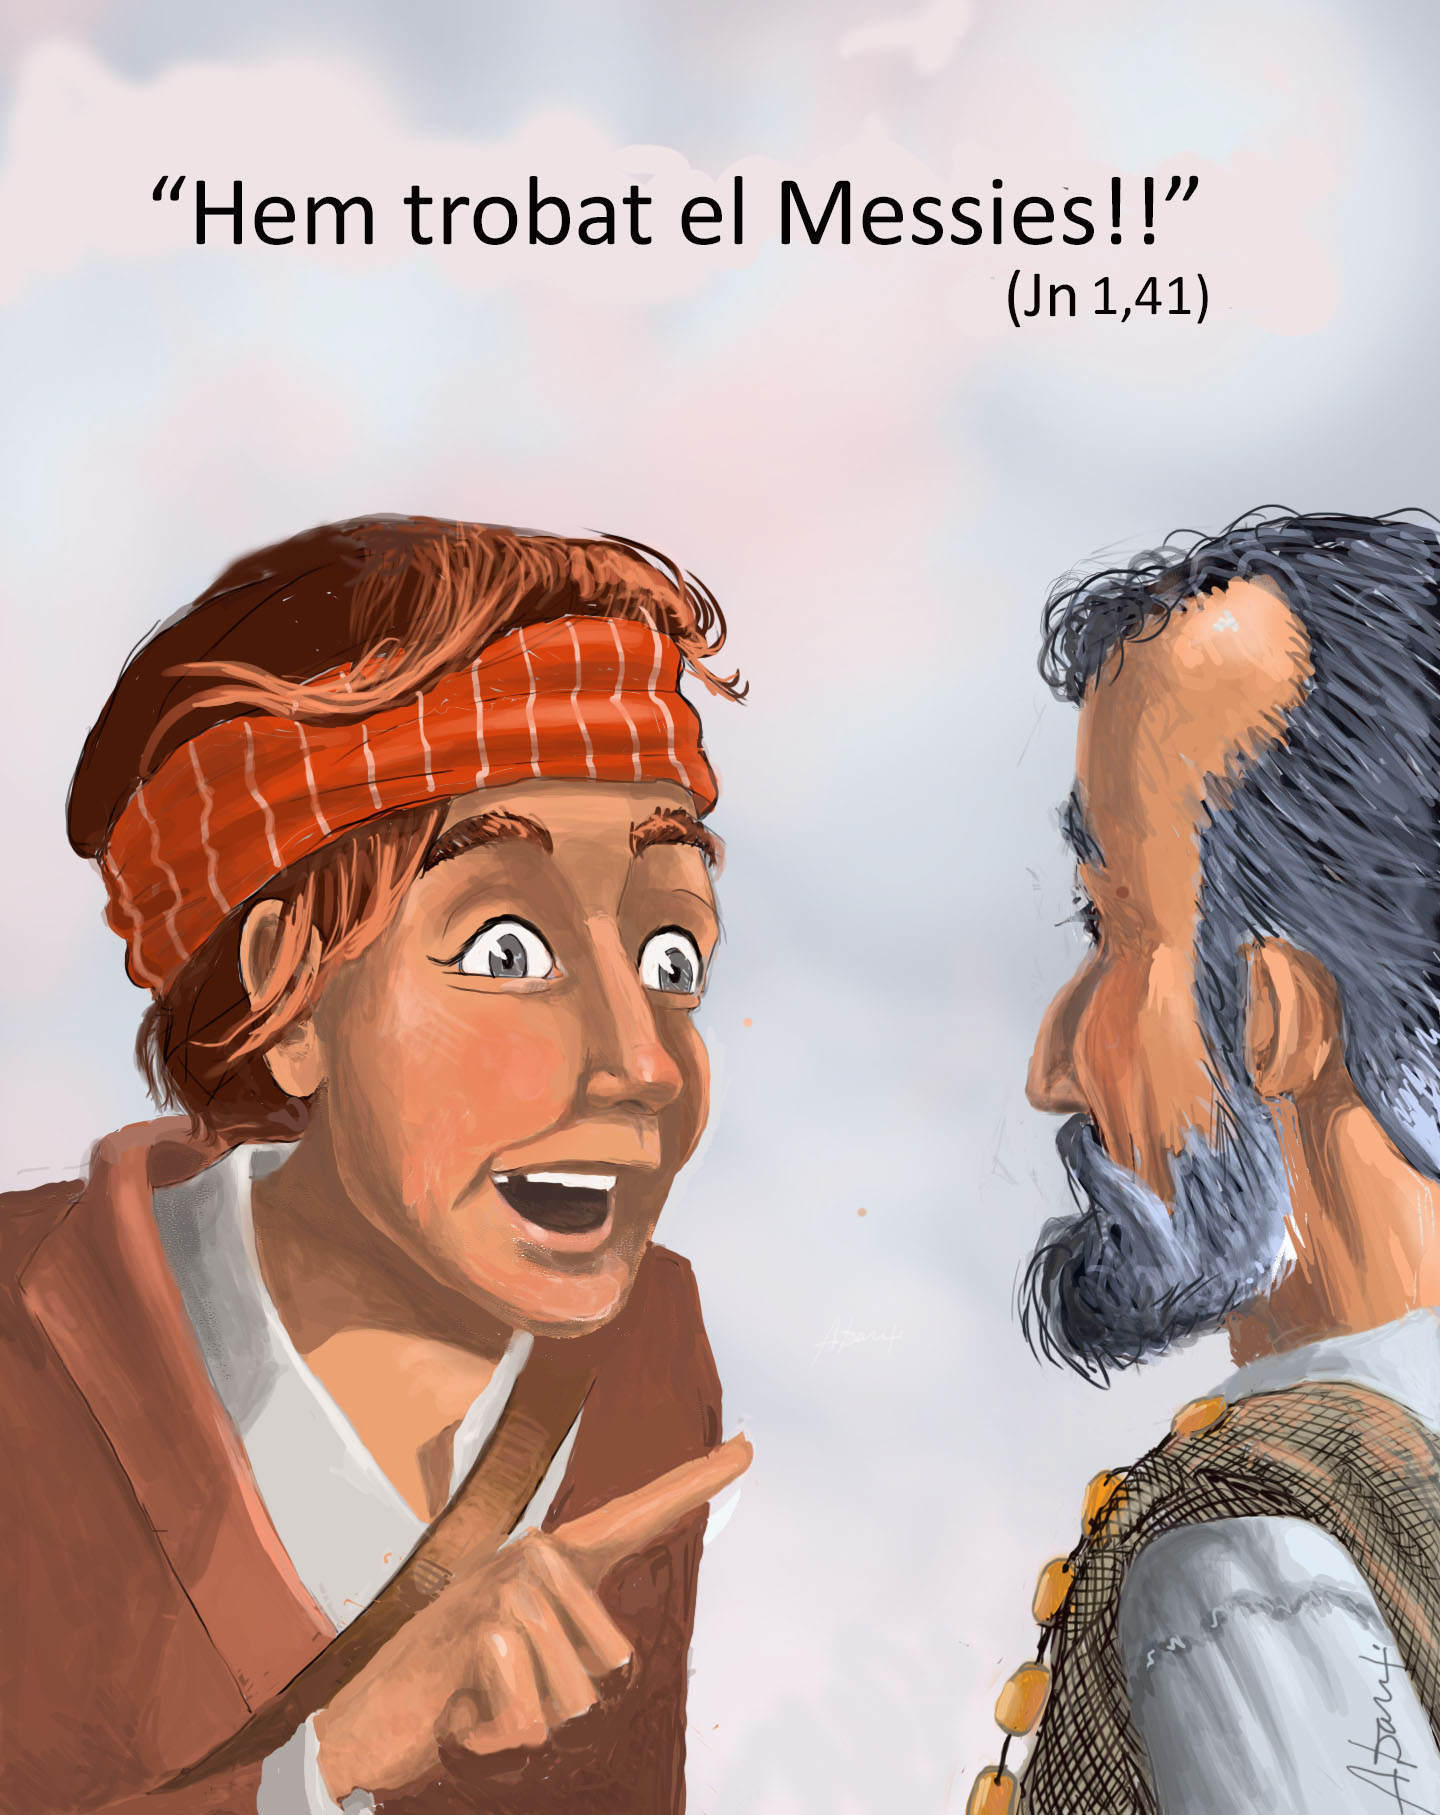 “Hem trobat el Messies!!”
(Jn 1,41)